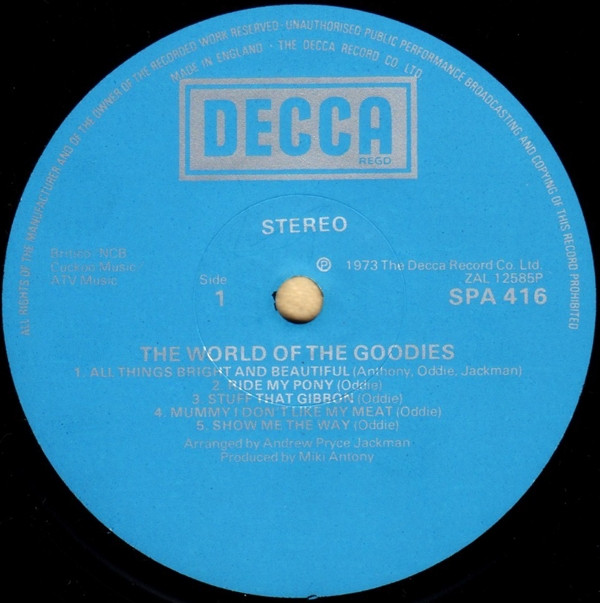 ALL RIGHTS OF THE MANUFACTURER AND OF THE OWNER OF THE RECORDED WORK RESERVED · UNAUTHORISED PUBLIC PERFORMANCE BROADCASTING AND COPYING OF THIS RECORD PROHIBITED
MADE IN ENGLAND · THE DECCA RECORD CO. LTD.
DECCA
REGD
STEREO
Britico. NCB
Cuckoo Music
ATV Music
Side
1
℗ 1973 The Decca Record Co. Ltd.
ZAL 12585P
SPA 416
THE WORLD OF THE GOODIES
1. ALL THINGS BRIGHT AND BEAUTIFUL (Anthony, Oddie. Jackman)
2. RIDE MY PONY (Oddie)
3. STUFF THAT GIBBON (Oddie)
4. MUMMY I DON'T LIKE MY MEAT (Oddie)
5. SHOW ME THE WAY (Oddie)
Arranged by Andrew Pryce Jackman
Produced by Miki Antony